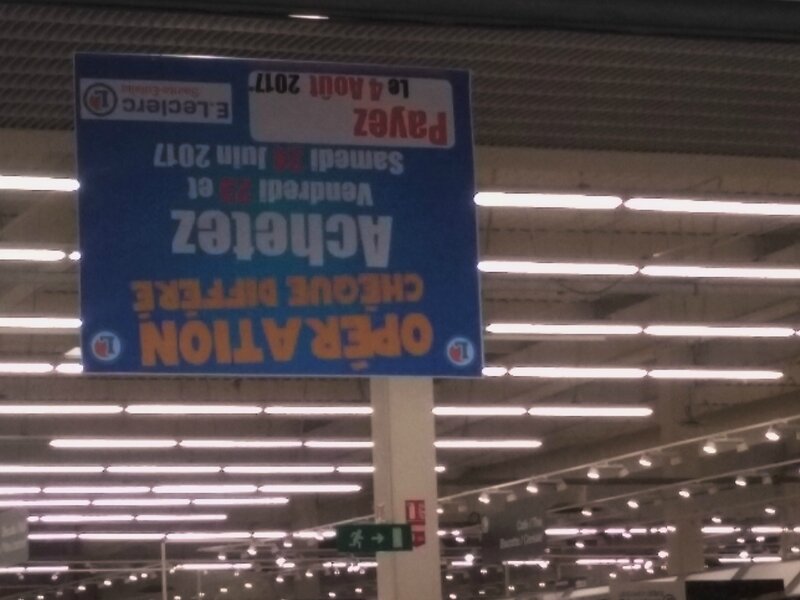 OPÉRATION
CHÈQUE DIFFÉRÉ
Achetez
Vendredi 23 et
Samedi 24 Juin 2017
Payez
Le 4 Août 2017*
E.Leclerc